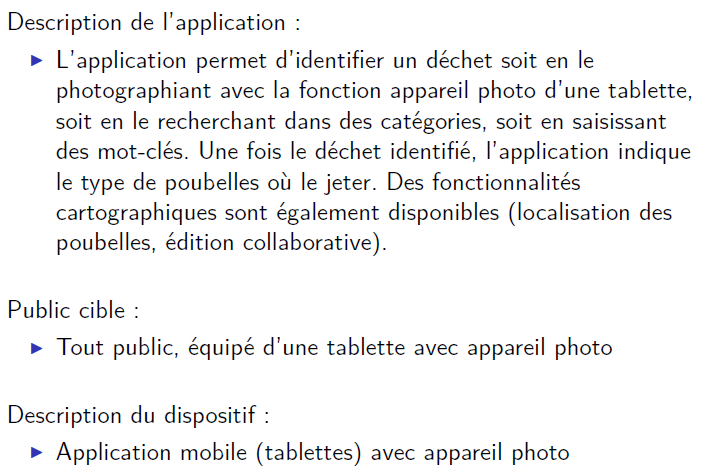 Description de l'application :
▶ L'application permet d'identifier un déchet soit en le
photographiant avec la fonction appareil photo d'une tablette,
soit en le recherchant dans des catégories, soit en saisissant
des mot-clés. Une fois le déchet identifié, l'application indique
le type de poubelles où le jeter. Des fonctionnalités
cartographiques sont également disponibles (localisation des
poubelles, édition collaborative).
Public cible :
▶ Tout public, équipé d'une tablette avec appareil photo
Description du dispositif :
▶ Application mobile (tablettes) avec appareil photo